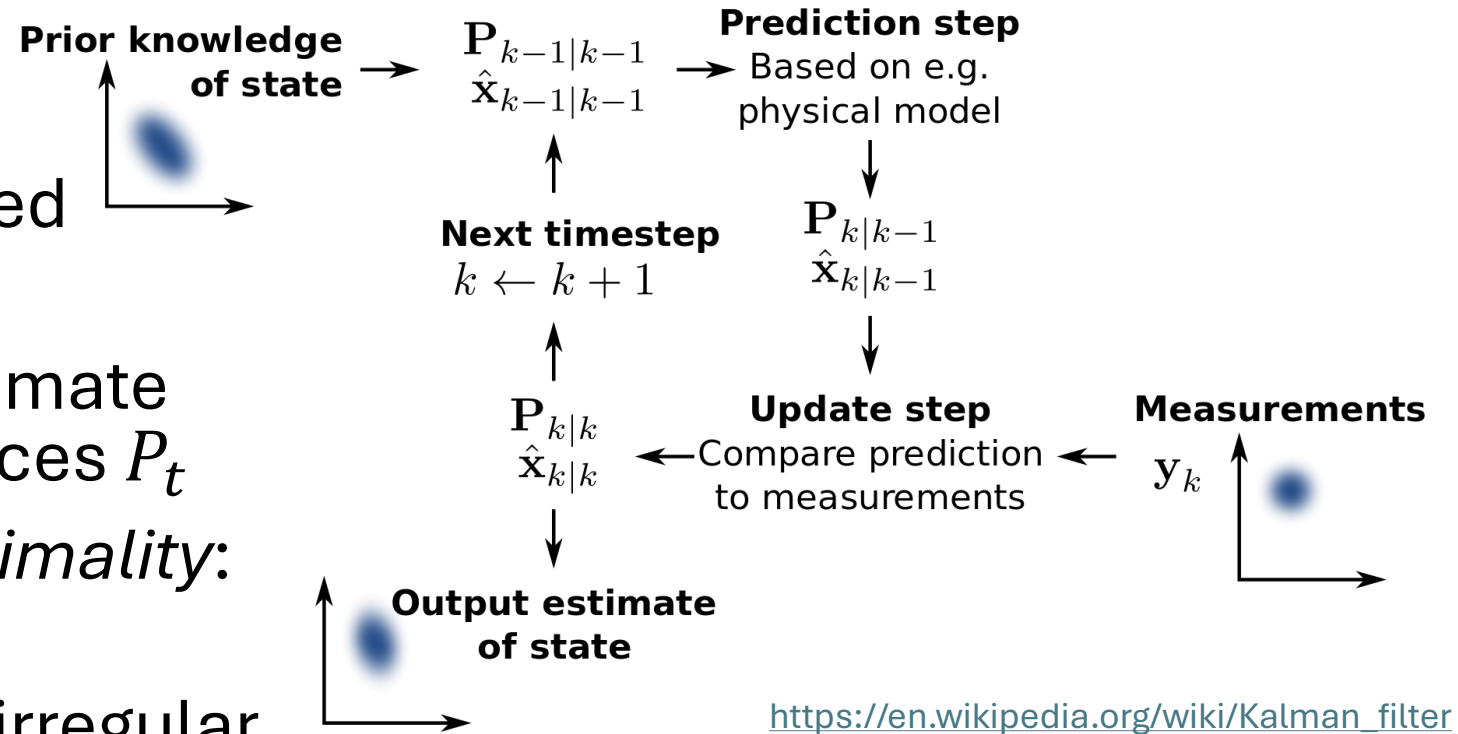 Prior knowledge
of state
P_{k−1|k−1}
x̂_{k−1|k−1}
Prediction step
Based on e.g.
physical model
ed
Next timestep
k ← k + 1
P_{k|k−1}
x̂_{k|k−1}
mate
ces P_t
imality:
P_{k|k}
x̂_{k|k}
Update step
Compare prediction
to measurements
Measurements
y_k
Output estimate
of state
irregular
https://en.wikipedia.org/wiki/Kalman_filter